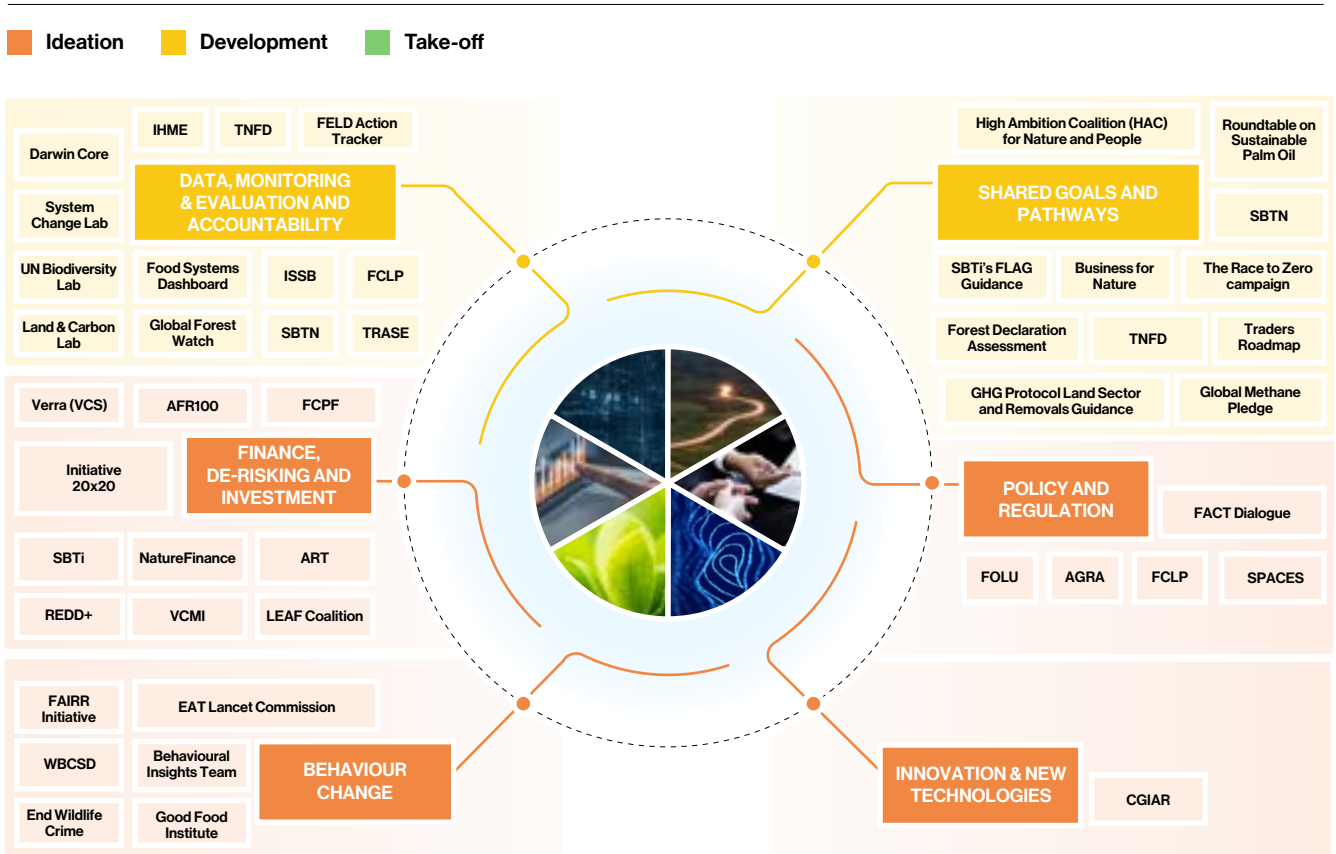 Ideation
Development
Take-off
Darwin Core
IHME
TNFD
FELD Action
Tracker
DATA, MONITORING
& EVALUATION AND
ACCOUNTABILITY
System
Change Lab
UN Biodiversity
Lab
Food Systems
Dashboard
ISSB
FCLP
Land & Carbon
Lab
Global Forest
Watch
SBTN
TRASE
High Ambition Coalition (HAC)
for Nature and People
Roundtable on
Sustainable
Palm Oil
SHARED GOALS AND
PATHWAYS
SBTN
SBTi's FLAG
Guidance
Business for
Nature
The Race to Zero
campaign
Forest Declaration
Assessment
TNFD
Traders
Roadmap
GHG Protocol Land Sector
and Removals Guidance
Global Methane
Pledge
Verra (VCS)
AFR100
FCPF
Initiative
20x20
FINANCE,
DE-RISKING AND
INVESTMENT
SBTi
NatureFinance
ART
REDD+
VCMI
LEAF Coalition
POLICY AND
REGULATION
FACT Dialogue
FOLU
AGRA
FCLP
SPACES
FAIRR
Initiative
EAT Lancet Commission
WBCSD
Behavioural
Insights Team
BEHAVIOUR
CHANGE
End Wildlife
Crime
Good Food
Institute
INNOVATION & NEW
TECHNOLOGIES
CGIAR